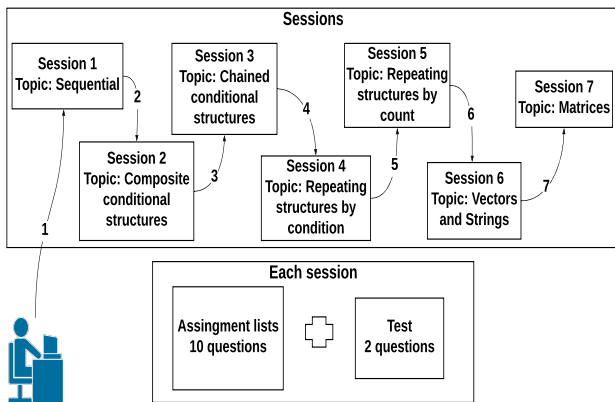 Sessions
Session 1
Topic: Sequential
2
Session 2
Topic: Composite
conditional
structures
3
Session 3
Topic: Chained
conditional
structures
4
Session 4
Topic: Repeating
structures by
condition
5
Session 5
Topic: Repeating
structures by
count
6
Session 6
Topic: Vectors
and Strings
7
Session 7
Topic: Matrices
1
Each session
Assingment lists
10 questions
Test
2 questions